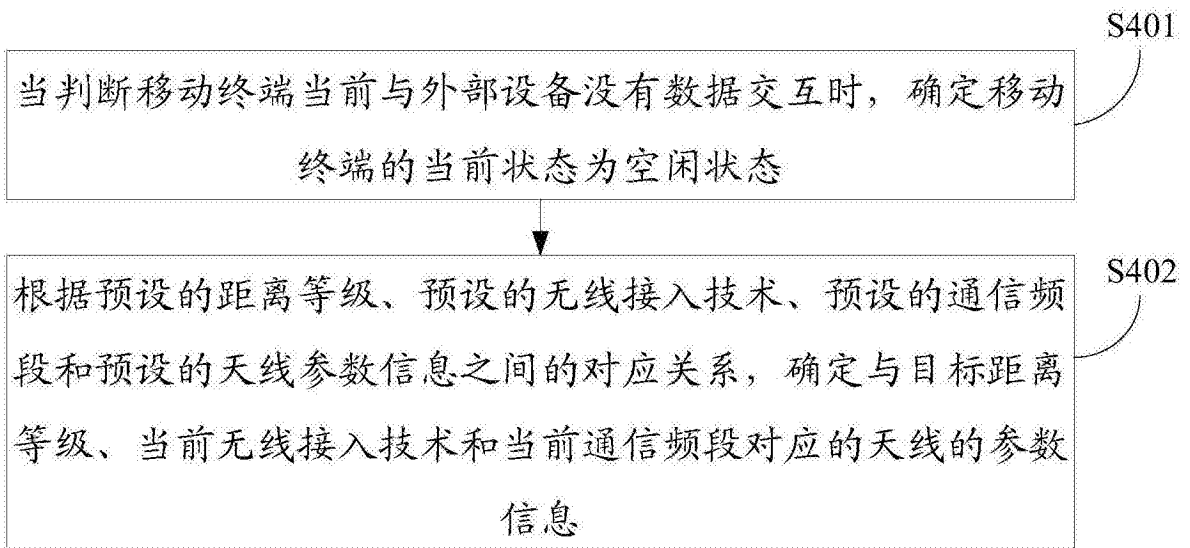 S401
当判断移动终端当前与外部设备没有数据交互时，确定移动
终端的当前状态为空闲状态
S402
根据预设的距离等级、预设的无线接入技术、预设的通信频
段和预设的天线参数信息之间的对应关系，确定与目标距离
等级、当前无线接入技术和当前通信频段对应的天线的参数
信息